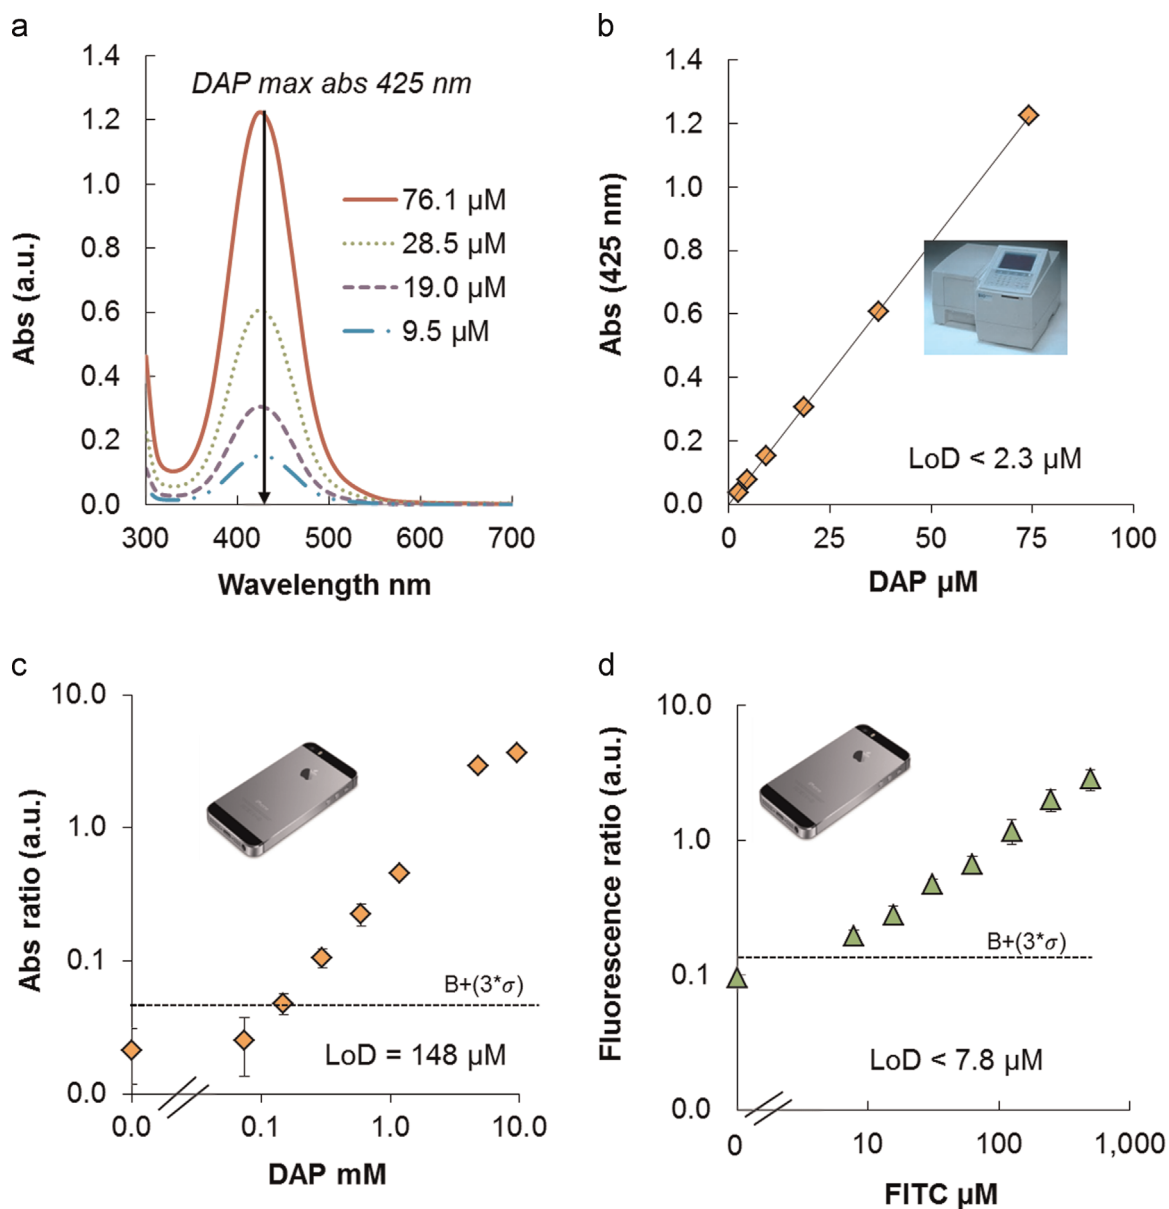 a
1.4
1.2
1.0
0.8
0.6
0.4
0.2
0.0
Abs (a.u.)
DAP max abs 425 nm
76.1 µM
28.5 µM
19.0 µM
9.5 µM
300 400 500 600 700
Wavelength nm
b
1.4
1.2
1.0
0.8
0.6
0.4
0.2
0.0
Abs (425 nm)
LoD < 2.3 µM
0 25 50 75 100
DAP µM
c
10.0
1.0
0.1
0.0
Abs ratio (a.u.)
B+(3*σ)
LoD = 148 µM
0.0 0.1 1.0 10.0
DAP mM
d
10.0
1.0
0.1
0.0
Fluorescence ratio (a.u.)
B+(3*σ)
LoD < 7.8 µM
0 10 100 1,000
FITC µM